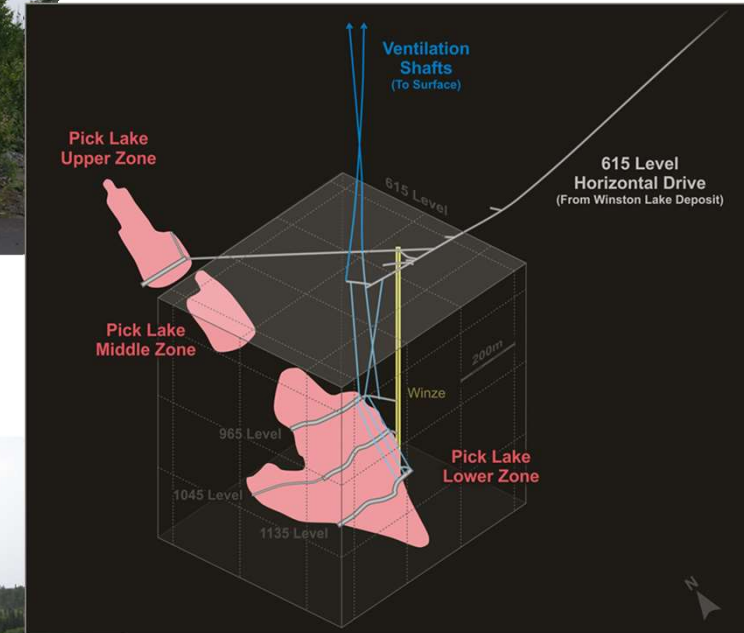 Ventilation
Shafts
(To Surface)
Pick Lake
Upper Zone
615 Level
615 Level
Horizontal Drive
(From Winston Lake Deposit)
Pick Lake
Middle Zone
200m
Winze
965 Level
Pick Lake
Lower Zone
1045 Level
1135 Level
N